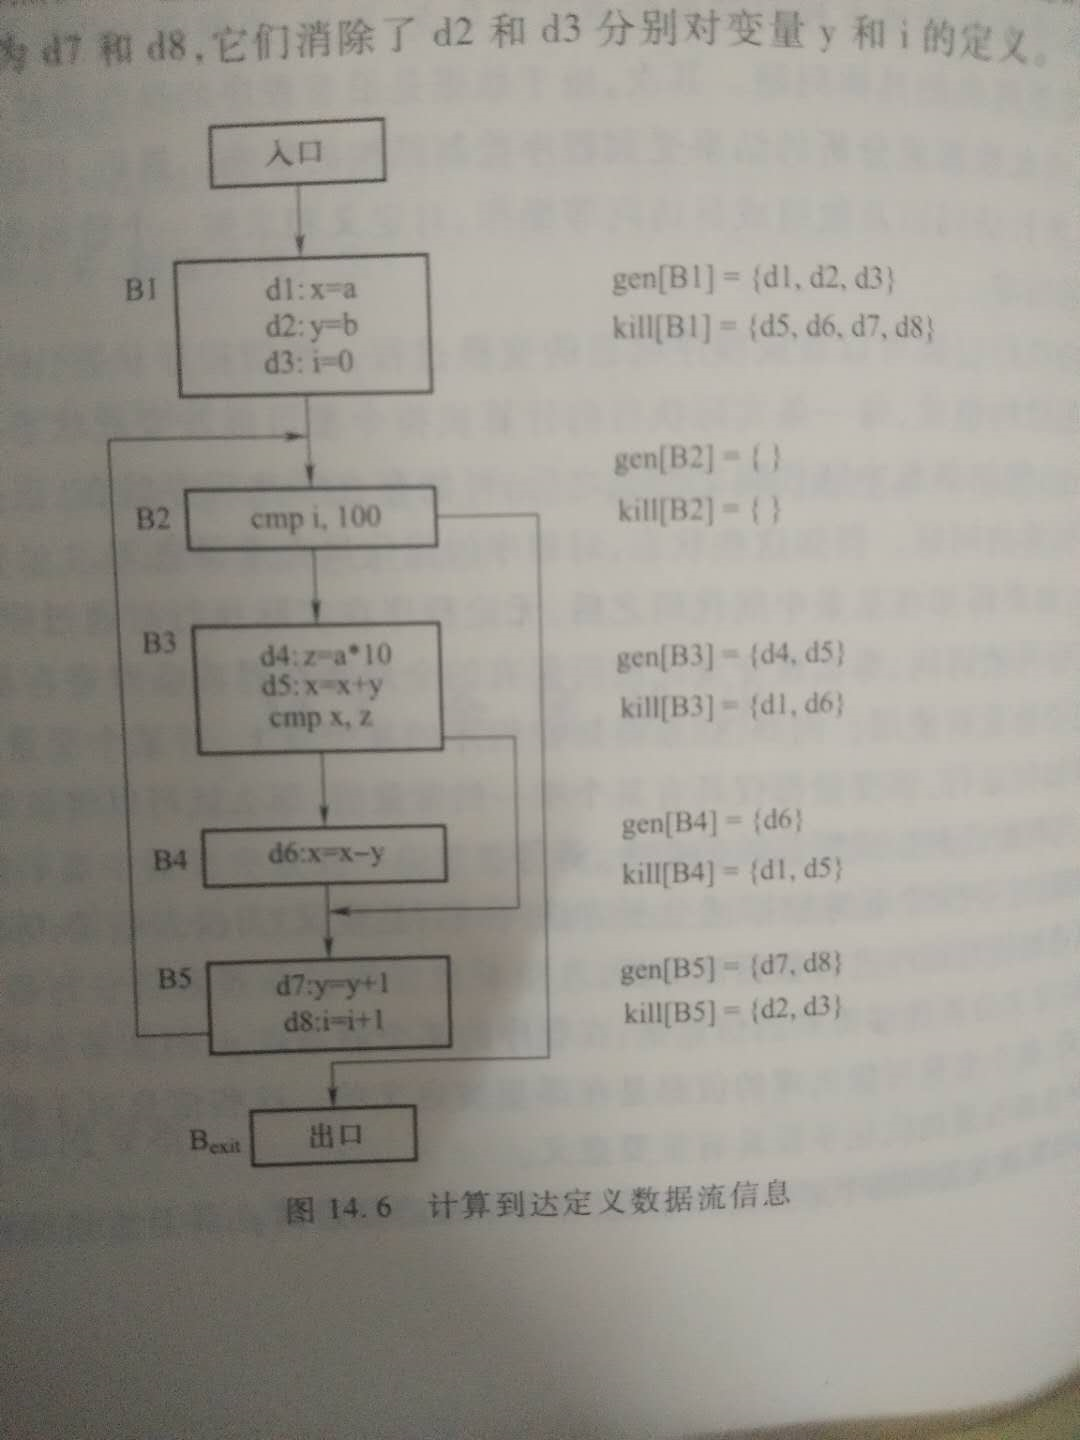 为 d7 和 d8,它们消除了 d2 和 d3 分别对变量 y 和 i 的定义。
入口
B1
d1: x=a
d2: y=b
d3: i=0
gen[B1] = {d1, d2, d3}
kill[B1] = {d5, d6, d7, d8}
B2
cmp i, 100
gen[B2] = { }
kill[B2] = { }
B3
d4: z=a*10
d5: x=x+y
cmp x, z
gen[B3] = {d4, d5}
kill[B3] = {d1, d6}
B4
d6:x=x−y
gen[B4] = {d6}
kill[B4] = {d1, d5}
B5
d7:y=y+1
d8:i=i+1
gen[B5] = {d7, d8}
kill[B5] = {d2, d3}
Bexit
出口
图 14.6 计算到达定义数据流信息